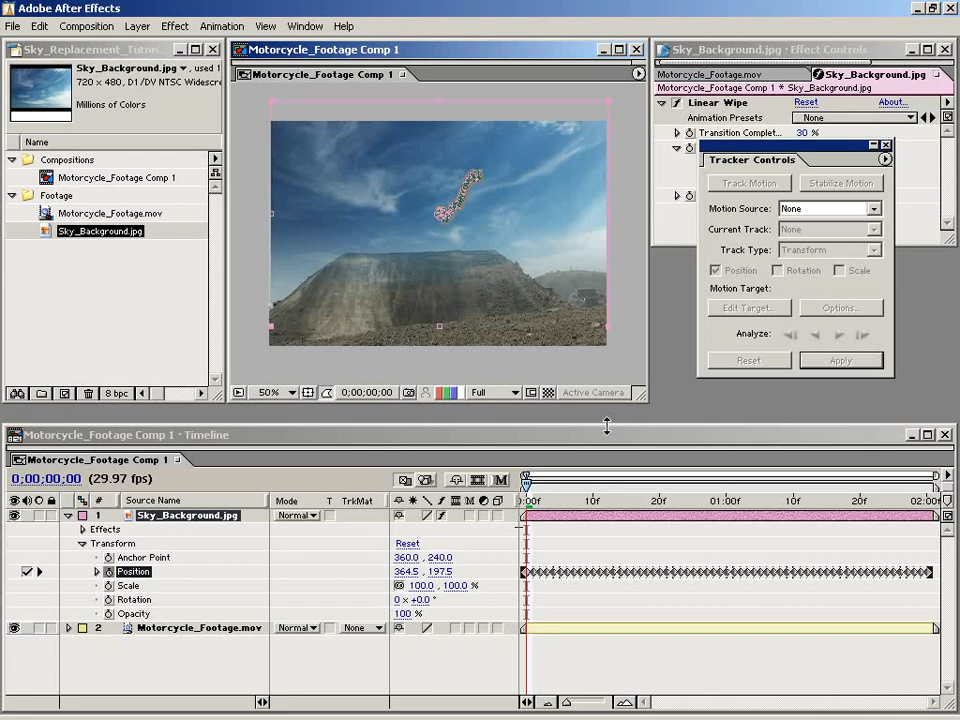 Adobe After Effects
File Edit Composition Layer Effect Animation View Window Help
Sky_Replacement_Tutori...
Sky_Background.jpg ▾ , used 1
720 x 480, D1/DV NTSC Widescre
Millions of Colors
Name
Compositions
Motorcycle_Footage Comp 1
Footage
Motorcycle_Footage.mov
Sky_Background.jpg
8 bpc
Motorcycle_Footage Comp 1
Motorcycle_Footage Comp 1
50% 0;00;00;00 Full Active Camera
Sky_Background.jpg · Effect Controls
Motorcycle_Footage.mov Sky_Background.jpg
Motorcycle_Footage Comp 1 * Sky_Background.jpg
Linear Wipe Reset About...
Animation Presets None
Transition Complet... 30 %
Tracker Controls
Track Motion Stabilize Motion
Motion Source: None
Current Track: None
Track Type: Transform
Position Rotation Scale
Motion Target:
Edit Target... Options...
Analyze:
Reset Apply
Motorcycle_Footage Comp 1 · Timeline
Motorcycle_Footage Comp 1
0;00;00;00 (29.97 fps)
# Source Name Mode T TrkMat
:00f 10f 20f 01:00f 10f 20f 02:00f
1 Sky_Background.jpg Normal
Effects
Transform Reset
Anchor Point 360.0 , 240.0
Position 364.5 , 197.5
Scale 100.0 , 100.0 %
Rotation 0 x +0.0 °
Opacity 100 %
2 Motorcycle_Footage.mov Normal None